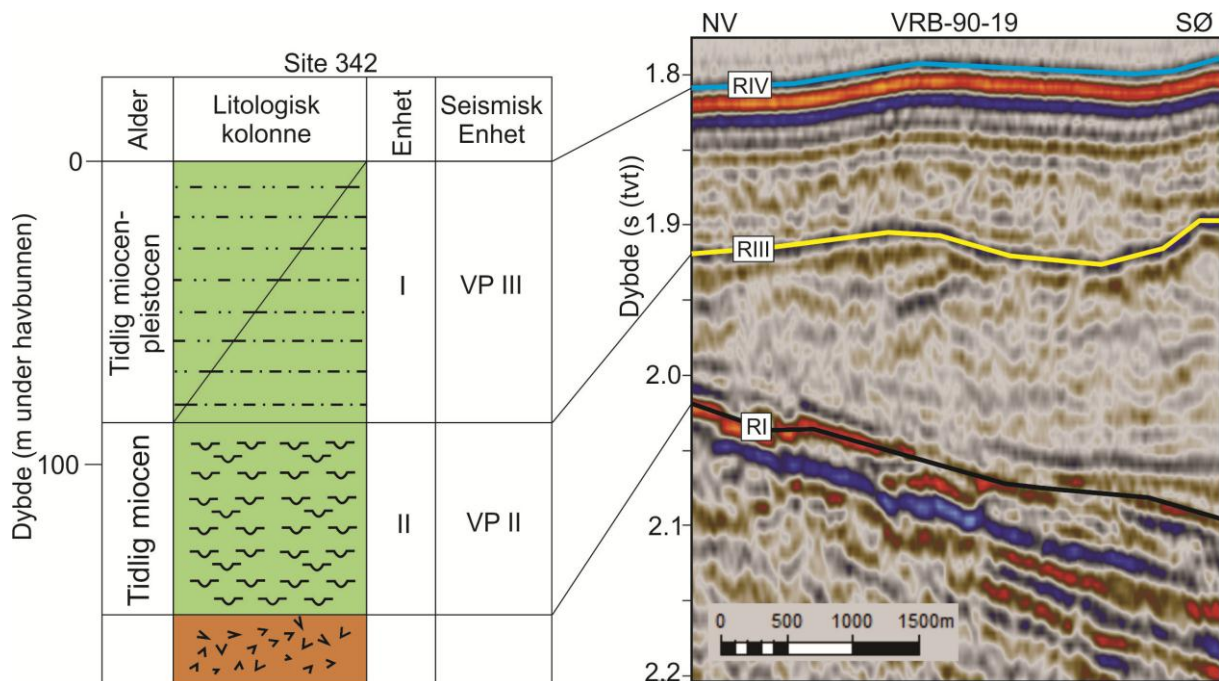 Site 342
Alder
Litologisk
kolonne
Enhet
Seismisk
Enhet
Dybde (m under havbunnen)
0
100
Tidlig miocen-
pleistocen
I
VP III
Tidlig miocen
II
VP II
NV
VRB-90-19
SØ
Dybde (s (tvt))
1.8
1.9
2.0
2.1
2.2
RIV
RIII
RI
0 500 1000 1500m